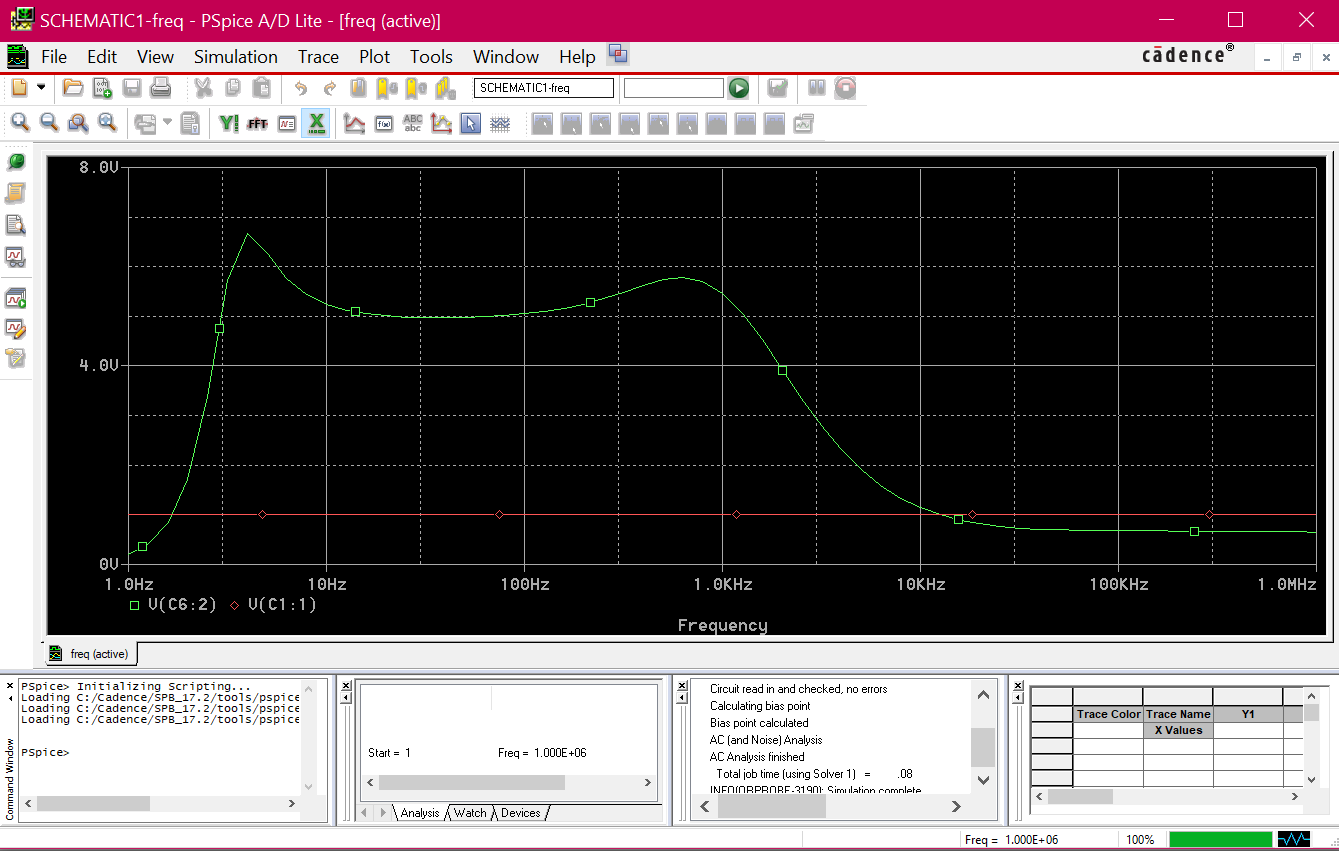 SCHEMATIC1-freq - PSpice A/D Lite - [freq (active)]
File Edit View Simulation Trace Plot Tools Window Help
cādence®
SCHEMATIC1-freq
FFT
ABC
abc
8.0V
4.0V
0V
1.0Hz 10Hz 100Hz 1.0KHz 10KHz 100KHz 1.0MHz
V(C6:2) V(C1:1)
Frequency
freq (active)
Command Window
PSpice> Initializing Scripting...
Loading C:/Cadence/SPB_17.2/tools/pspice
Loading C:/Cadence/SPB_17.2/tools/pspice
Loading C:/Cadence/SPB_17.2/tools/pspice
PSpice>
Start = 1 Freq = 1.000E+06
Analysis Watch Devices
Circuit read in and checked, no errors
Calculating bias point
Bias point calculated
AC (and Noise) Analysis
AC Analysis finished
Total job time (using Solver 1) = .08
INFO(ORPROBE-3190): Simulation complete
Trace Color Trace Name Y1
X Values
Freq = 1.000E+06 100%